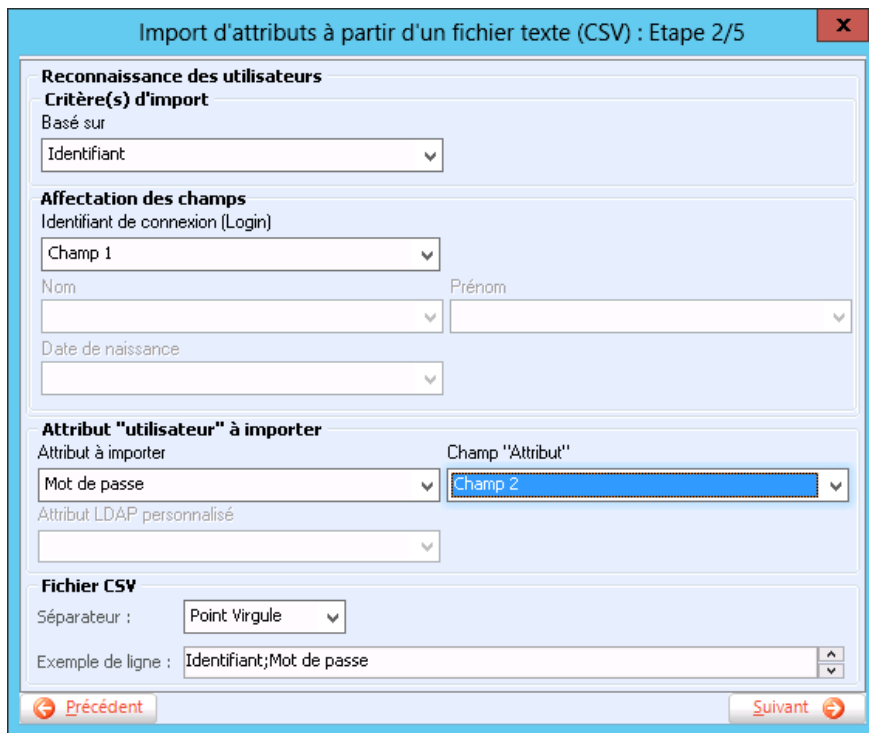 Import d'attributs à partir d'un fichier texte (CSV) : Etape 2/5
X
Reconnaissance des utilisateurs
Critère(s) d'import
Basé sur
Identifiant
Affectation des champs
Identifiant de connexion (Login)
Champ 1
Nom
Prénom
Date de naissance
Attribut "utilisateur" à importer
Attribut à importer
Champ "Attribut"
Mot de passe
Champ 2
Attribut LDAP personnalisé
Fichier CSV
Séparateur :
Point Virgule
Exemple de ligne :
Identifiant;Mot de passe
Précédent
Suivant